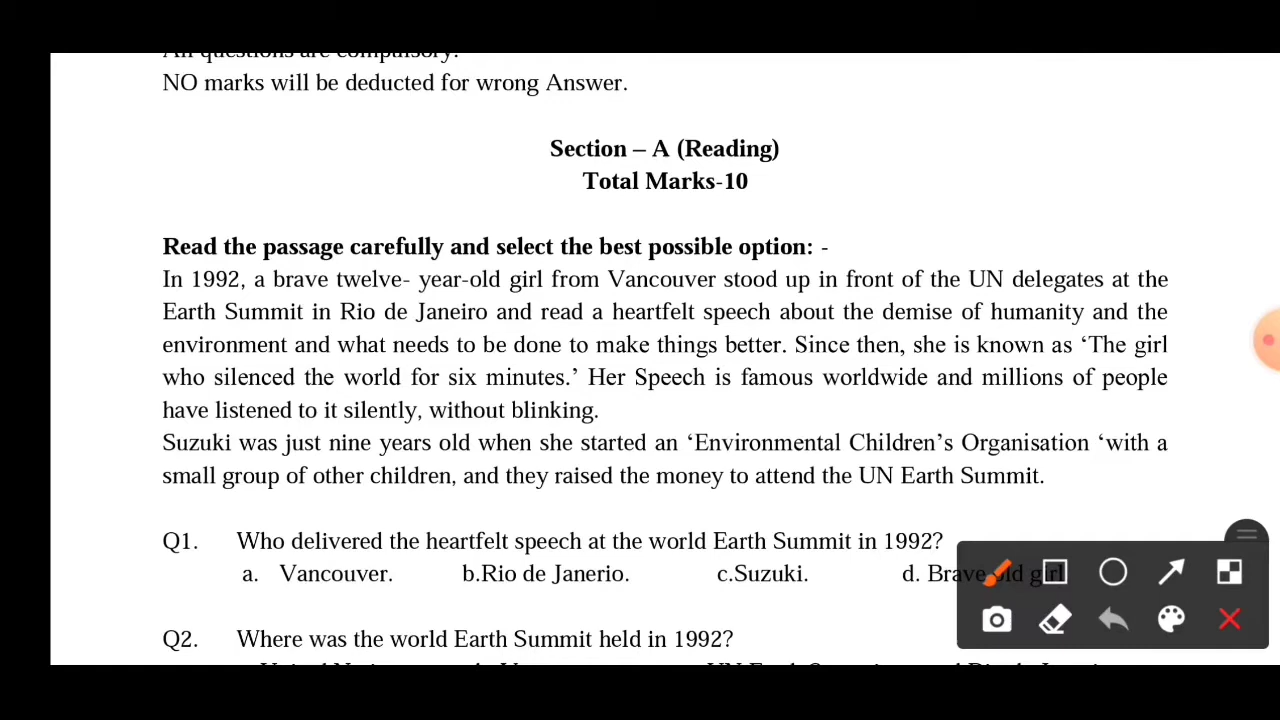 All questions are compulsory.
NO marks will be deducted for wrong Answer.
Section – A (Reading)
Total Marks-10
Read the passage carefully and select the best possible option: -
In 1992, a brave twelve- year-old girl from Vancouver stood up in front of the UN delegates at the
Earth Summit in Rio de Janeiro and read a heartfelt speech about the demise of humanity and the
environment and what needs to be done to make things better. Since then, she is known as ‘The girl
who silenced the world for six minutes.’ Her Speech is famous worldwide and millions of people
have listened to it silently, without blinking.
Suzuki was just nine years old when she started an ‘Environmental Children’s Organisation ‘with a
small group of other children, and they raised the money to attend the UN Earth Summit.
Q1. Who delivered the heartfelt speech at the world Earth Summit in 1992?
a. Vancouver. b.Rio de Janerio. c.Suzuki. d. Brave old girl
Q2. Where was the world Earth Summit held in 1992?